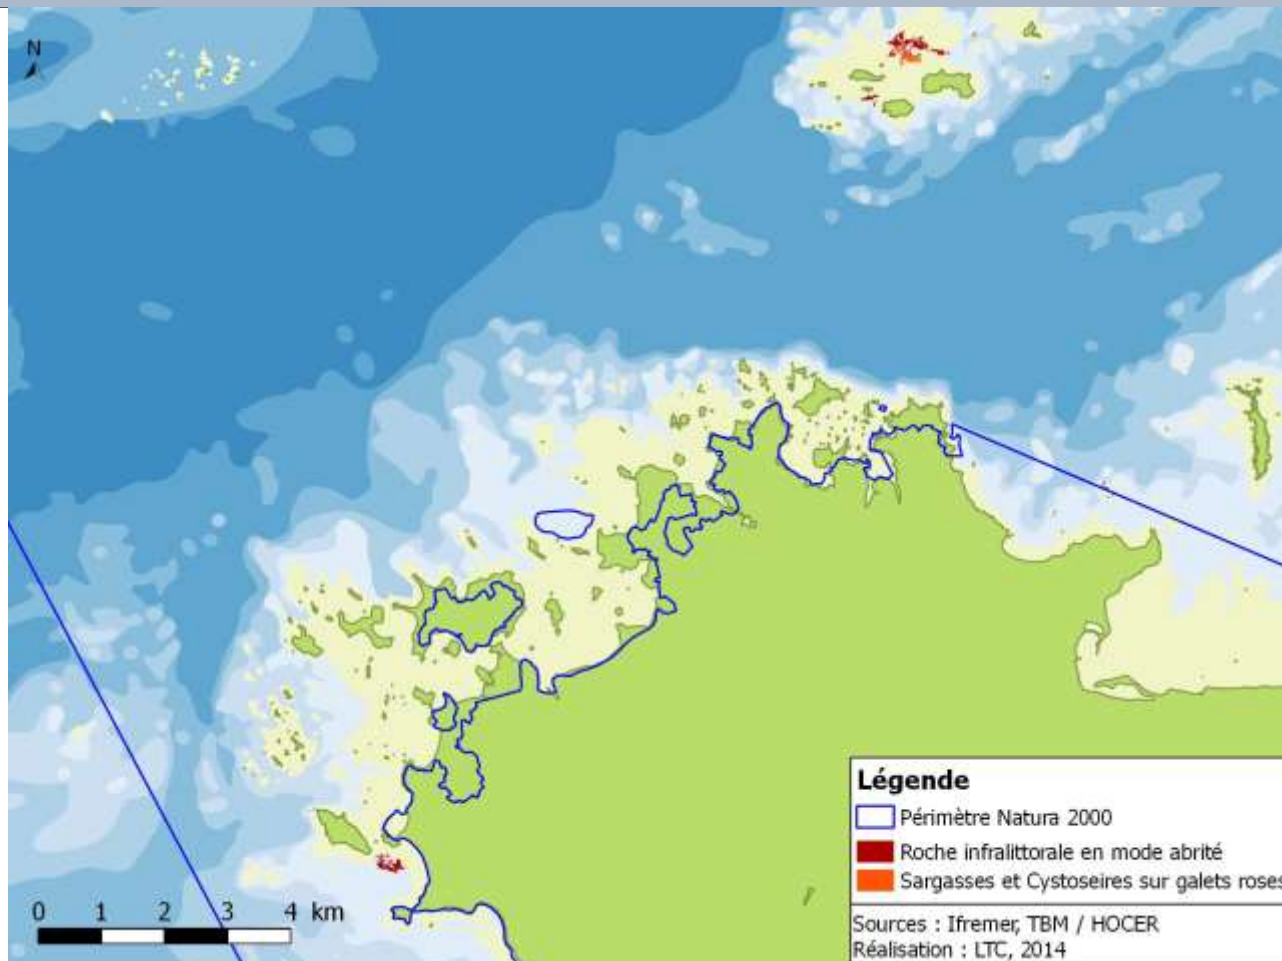 N
0 1 2 3 4 km
Légende
Périmètre Natura 2000
Roche infralittorale en mode abrité
Sargasses et Cystoseires sur galets roses
Sources : Ifremer, TBM / HOCER
Réalisation : LTC, 2014